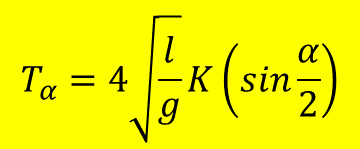 T_α = 4 √(l/g) K (sin α/2)